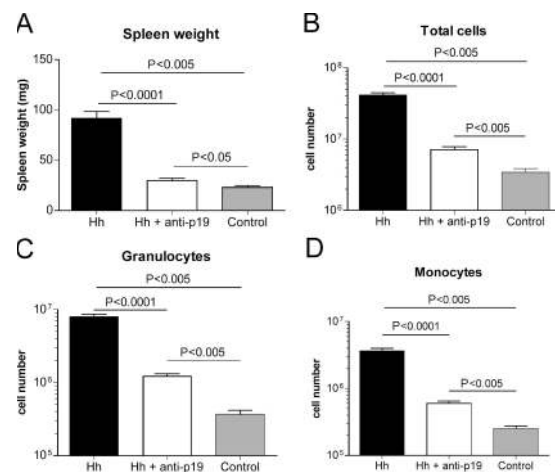 A
Spleen weight
Spleen weight (mg)
150
100
50
0
P<0.005
P<0.0001
P<0.05
Hh
Hh + anti-p19
Control
B
Total cells
cell number
10⁸
10⁷
10⁶
P<0.005
P<0.0001
P<0.005
Hh
Hh + anti-p19
Control
C
Granulocytes
cell number
10⁷
10⁶
10⁵
P<0.005
P<0.0001
P<0.005
Hh
Hh + anti-p19
Control
D
Monocytes
cell number
10⁷
10⁶
10⁵
P<0.005
P<0.0001
P<0.005
Hh
Hh + anti-p19
Control